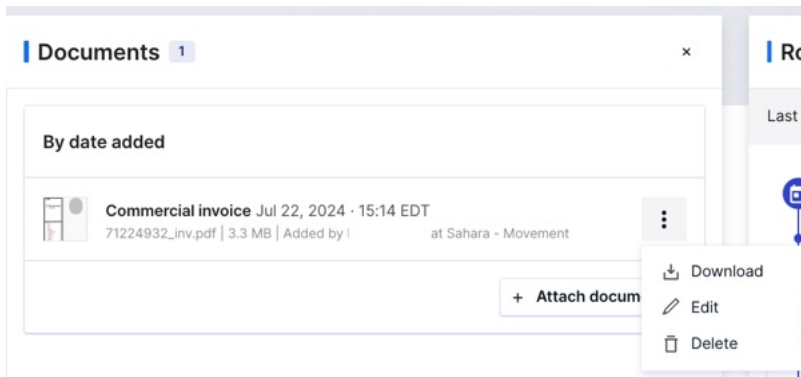 Documents 1
×
Last
By date added
Commercial invoice Jul 22, 2024 · 15:14 EDT
71224932_inv.pdf | 3.3 MB | Added by
at Sahara - Movement
+ Attach docum
Download
Edit
Delete